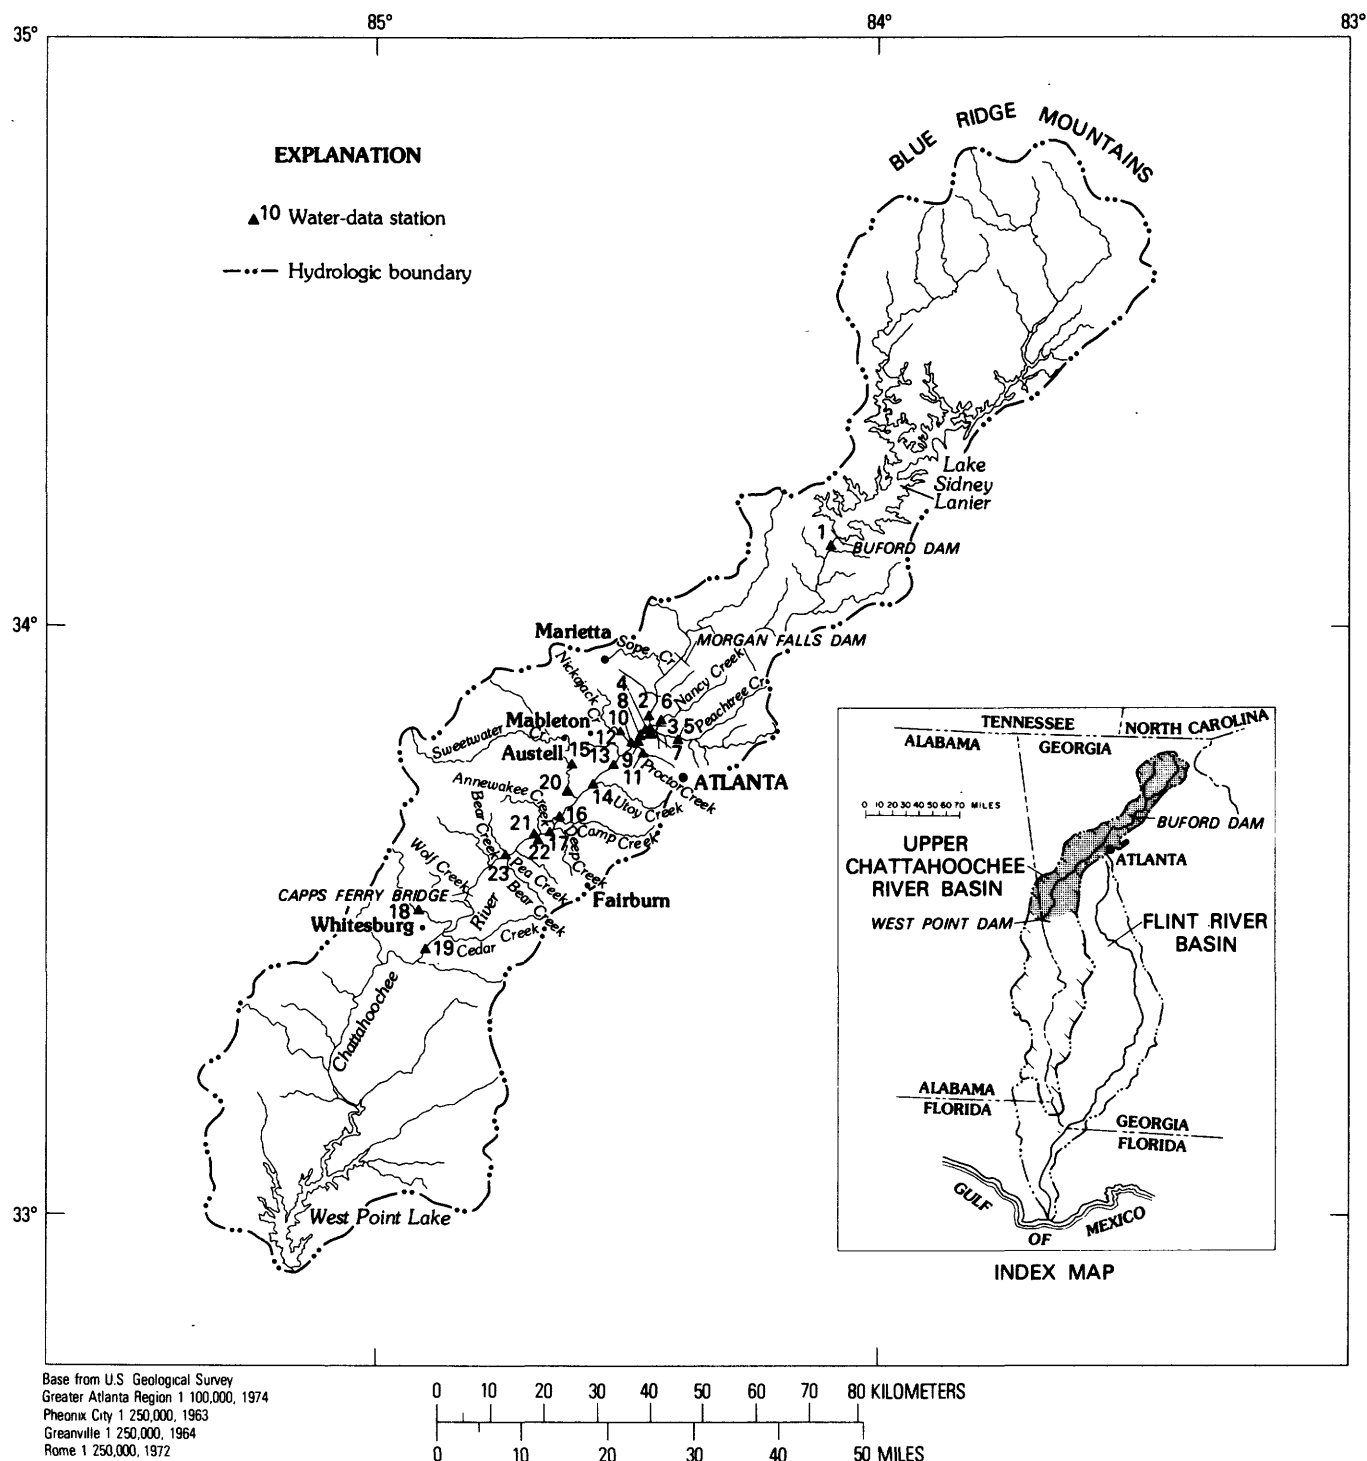 85°
84°
83°
35°
BLUE RIDGE MOUNTAINS
EXPLANATION
▲10 Water-data station
Hydrologic boundary
Lake
Sidney
Lanier
1
BUFORD DAM
34°
Marietta
Sope Cr
MORGAN FALLS DAM
Nickajack Cr
4
8
2
6
Nancy Creek
10
3
5
Peachtree Cr
Mableton
12
Sweetwater
Cr
7
Austell
15
13
9
11
Proctor Creek
ATLANTA
Annewakee Creek
20
14
Utoy Creek
Bear Creek
16
21
Camp Creek
17
Deep Creek
22
Wolf Creek
23
Pea Creek
CAPPS FERRY BRIDGE
Bear Creek
Fairburn
18
Whitesburg
River
19
Cedar Creek
Chattahoochee
33°
West Point Lake
TENNESSEE
NORTH CAROLINA
ALABAMA
GEORGIA
0 10 20 30 40 50 60 70 MILES
BUFORD DAM
UPPER
CHATTAHOOCHEE
RIVER BASIN
ATLANTA
WEST POINT DAM
FLINT RIVER
BASIN
ALABAMA
FLORIDA
GEORGIA
FLORIDA
GULF
OF
MEXICO
INDEX MAP
Base from U.S Geological Survey
Greater Atlanta Region 1 100,000, 1974
Pheonix City 1 250,000, 1963
Greanville 1 250,000, 1964
Rome 1 250,000, 1972
0 10 20 30 40 50 60 70 80 KILOMETERS
0 10 20 30 40 50 MILES